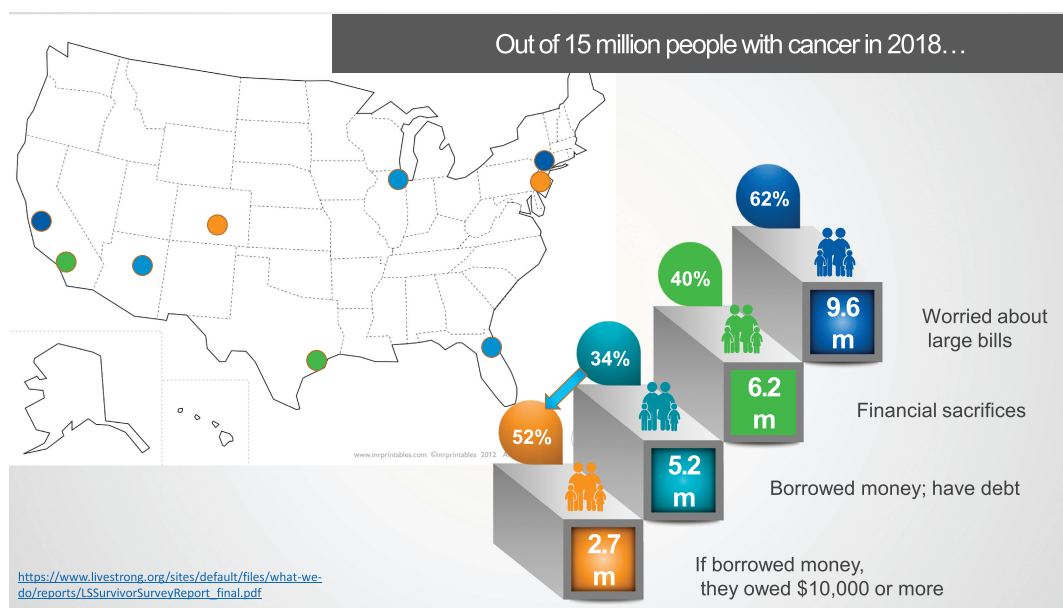 Out of 15 million people with cancer in 2018…
62%
9.6
m
Worried about
large bills
40%
6.2
m
Financial sacrifices
34%
5.2
m
Borrowed money; have debt
52%
2.7
m
If borrowed money,
they owed $10,000 or more
www.mrprintables.com ©mrprintables 2012
https://www.livestrong.org/sites/default/files/what-we-
do/reports/LSSurvivorSurveyReport_final.pdf